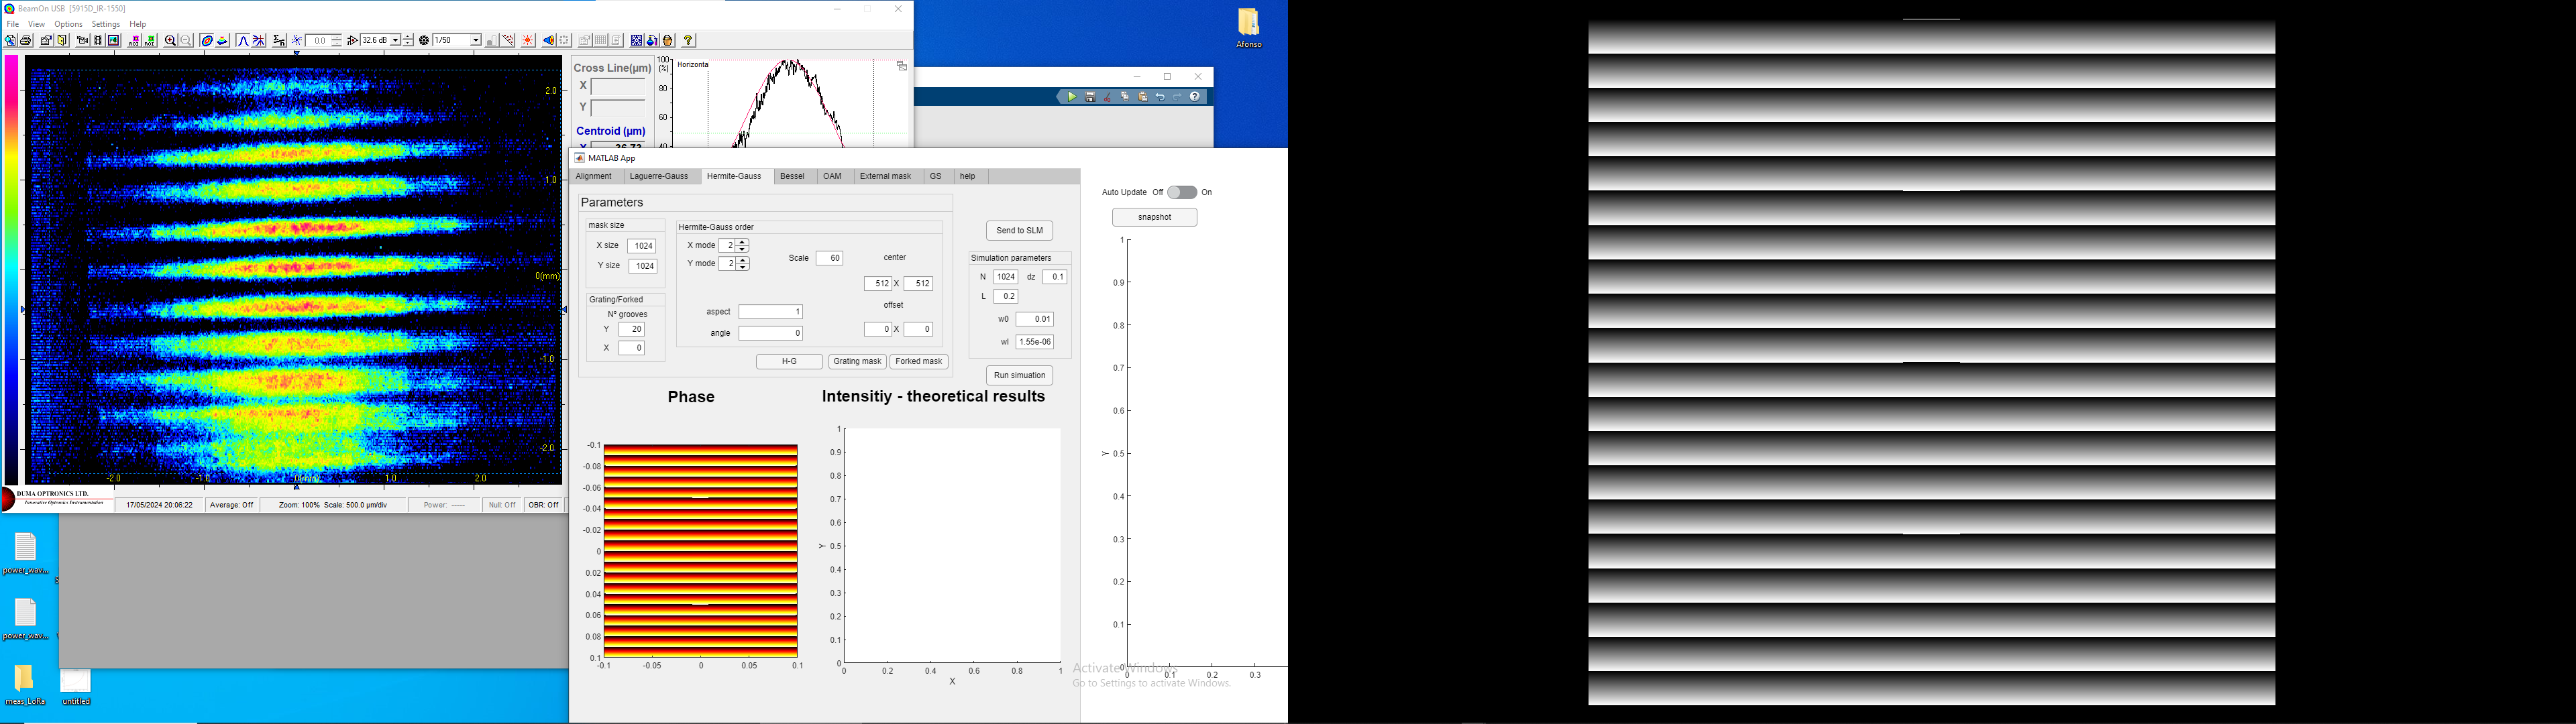 BeamOn USB [5915D_IR-1550]
File View Options Settings Help
0.0 32.6 dB 1/50
Cross Line(µm)
X
Y
Centroid (µm)
Horizonta
100
(%)
80
60
2.0
1.0
0(mm)
-1.0
-2.0
-2.0 -1.0 0(mm) 1.0 2.0
DUMA OPTRONICS LTD.
Innovative Optronics Instrumentation
17/05/2024 20:06:22 Average: Off Zoom: 100% Scale: 500.0 µm/div Power: ----- Null: Off OBR: Off
Afonso
power_wav...
power_wav...
meas_LoRa
untitled
MATLAB App
Alignment Laguerre-Gauss Hermite-Gauss Bessel OAM External mask GS help
Parameters
mask size
X size 1024
Y size 1024
Grating/Forked
Nº grooves
Y 20
X 0
Hermite-Gauss order
X mode 2
Y mode 2
Scale 60
center
512 X 512
offset
0 X 0
aspect 1
angle 0
H-G Grating mask Forked mask
Send to SLM
Simulation parameters
N 1024 dz 0.1
L 0.2
w0 0.01
wl 1.55e-06
Run simuation
Auto Update Off On
snapshot
Phase
-0.1
-0.08
-0.06
-0.04
-0.02
0
0.02
0.04
0.06
0.08
0.1
-0.1 -0.05 0 0.05 0.1
Intensitiy - theoretical results
1
0.9
0.8
0.7
0.6
0.5
0.4
0.3
0.2
0.1
0
Y
0 0.2 0.4 0.6 0.8 1
X
1
0.9
0.8
0.7
0.6
0.5
0.4
0.3
0.2
0.1
0
Y
0 0.1 0.2 0.3
Activate Windows
Go to Settings to activate Windows.